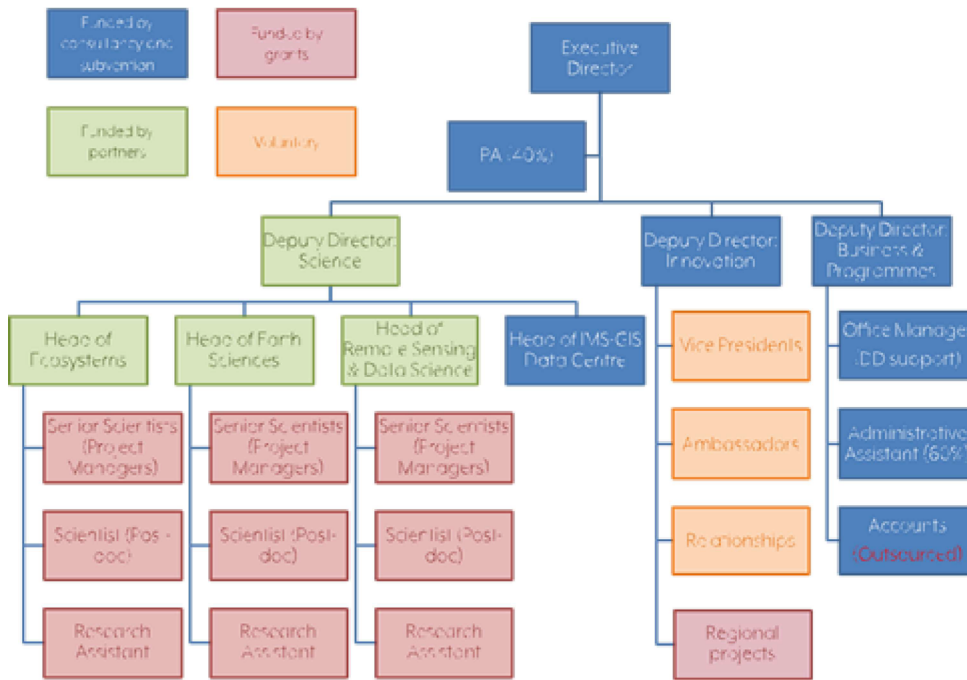 Funded by
consultancy and
subvention
Funded by
grants
Funded by
partners
Voluntary
Executive
Director
PA (40%)
Deputy Director:
Science
Deputy Director:
Innovation
Deputy Director:
Business &
Programmes
Head of
Ecosystems
Head of Earth
Sciences
Head of
Remote Sensing
& Data Science
Head of IMS-GIS
Data Centre
Vice Presidents
Office Manager
(DD support)
Senior Scientists
(Project
Managers)
Senior Scientists
(Project
Managers)
Senior Scientists
(Project
Managers)
Ambassadors
Administrative
Assistant (60%)
Scientist (Post-
doc)
Scientist (Post-
doc)
Scientist (Post-
doc)
Relationships
Accounts
(Outsourced)
Research
Assistant
Research
Assistant
Research
Assistant
Regional
projects